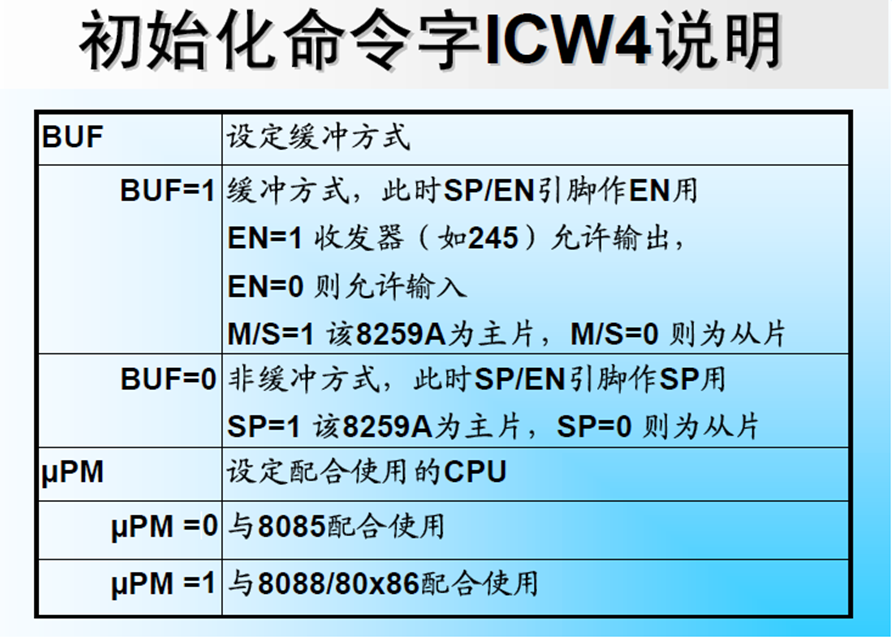 初始化命令字ICW4说明
BUF 设定缓冲方式
BUF=1 缓冲方式，此时SP/EN引脚作EN用
EN=1 收发器（如245）允许输出，
EN=0 则允许输入
M/S=1 该8259A为主片，M/S=0 则为从片
BUF=0 非缓冲方式，此时SP/EN引脚作SP用
SP=1 该8259A为主片，SP=0 则为从片
μPM 设定配合使用的CPU
μPM =0 与8085配合使用
μPM =1 与8088/80x86配合使用